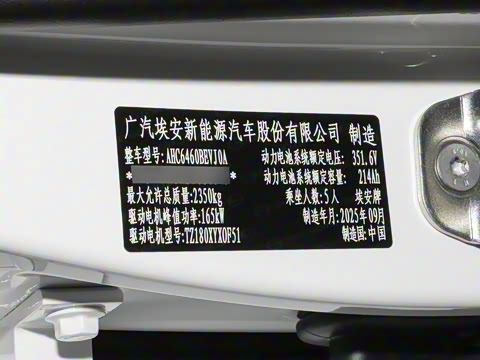 广汽埃安新能源汽车股份有限公司 制造
整车型号:AHC6460BEVJ0A 动力电池系统额定电压: 351.6V
* * 动力电池系统额定容量: 214Ah
最大允许总质量:2350kg 乘坐人数:5人 埃安牌
驱动电机峰值功率:165kW 制造年月:2025年09月
驱动电机型号:TZ180XYX0F51 制造国:中国